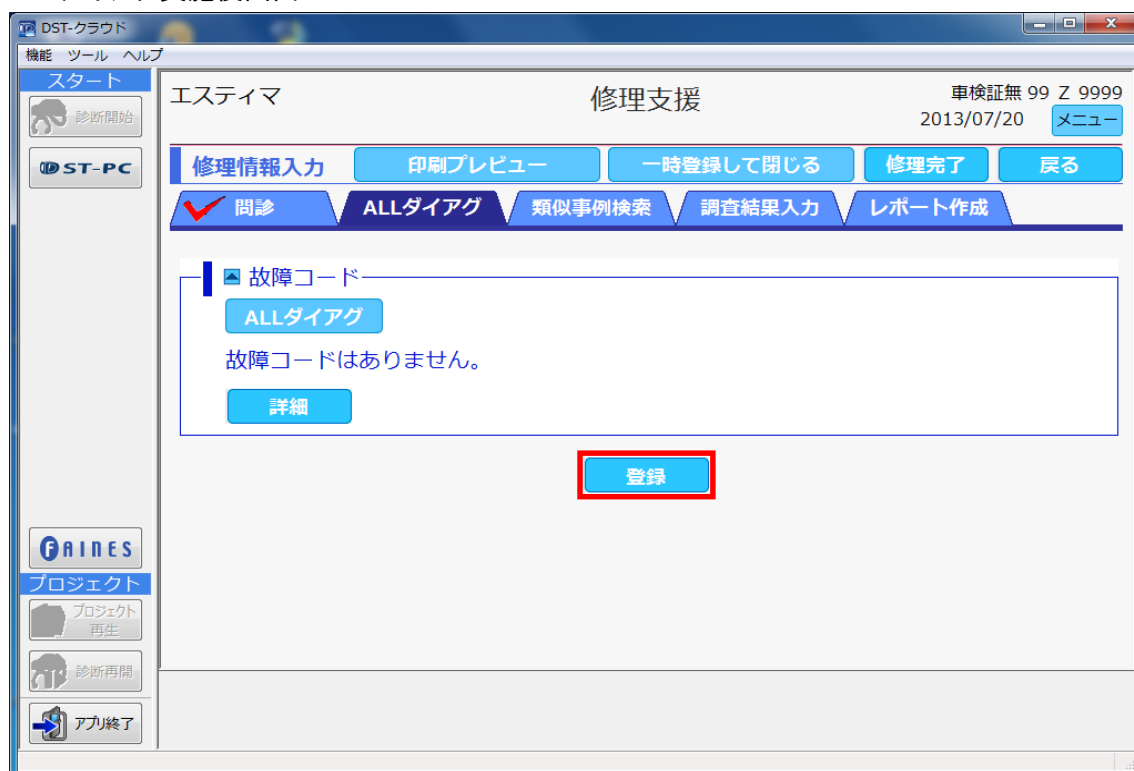 DST-クラウド
機能 ツール ヘルプ
スタート
診断開始
DST-PC
エスティマ
修理支援
車検証無 99 Z 9999
2013/07/20
メニュー
修理情報入力
印刷プレビュー
一時登録して閉じる
修理完了
戻る
問診
ALLダイアグ
類似事例検索
調査結果入力
レポート作成
故障コード
ALLダイアグ
故障コードはありません。
詳細
登録
FAINES
プロジェクト
プロジェクト
再生
診断再開
アプリ終了